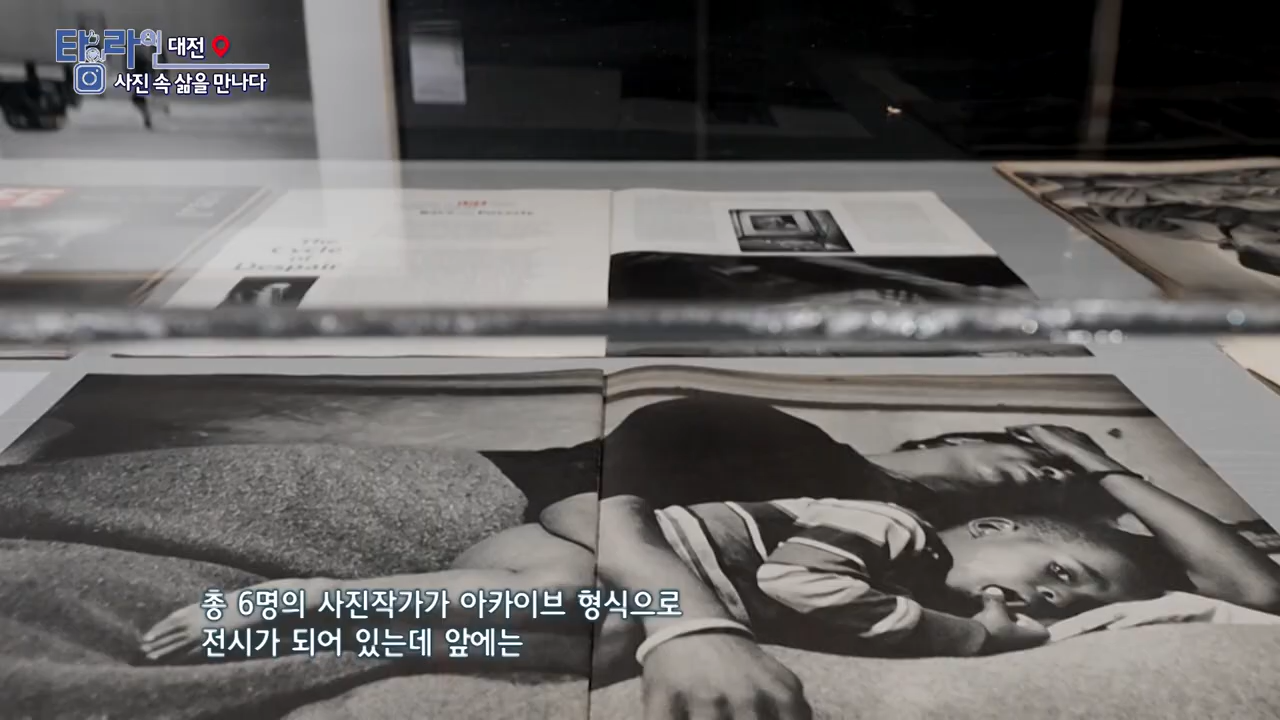 타라의 대전
사진 속 삶을 만나다
The
Cycle
of
Despair
총 6명의 사진작가가 아카이브 형식으로
전시가 되어 있는데 앞에는